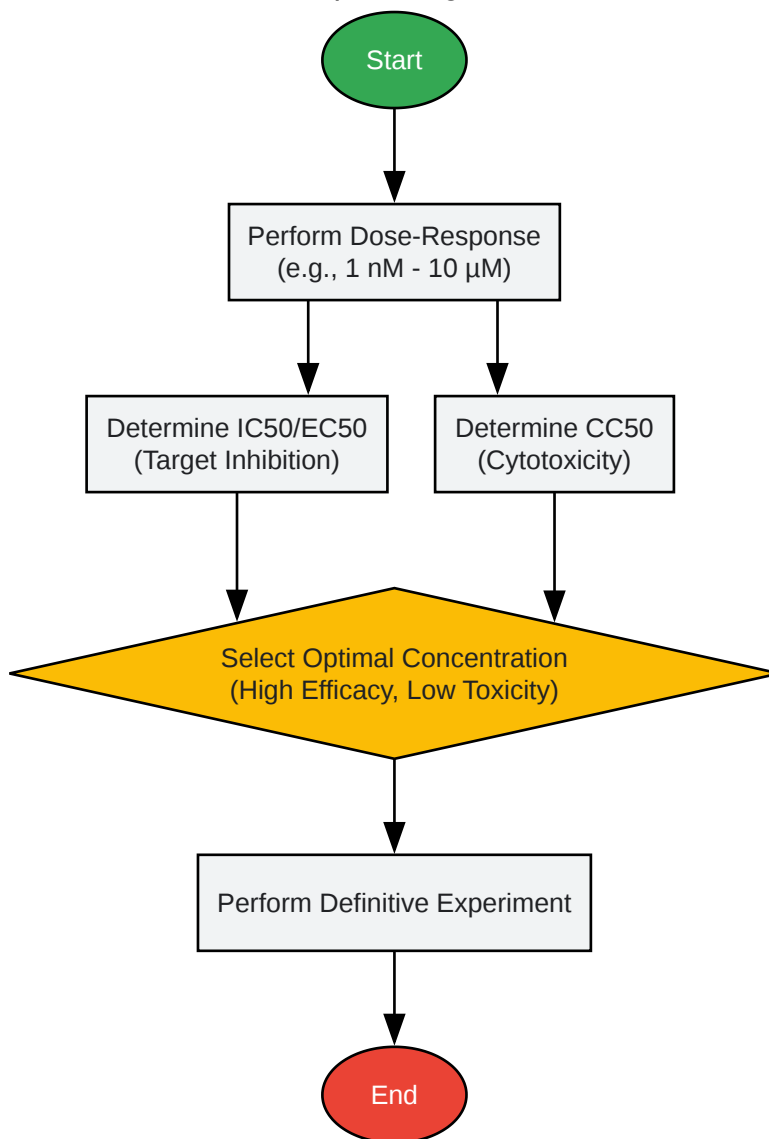 Start
Perform Dose-Response
(e.g., 1 nM - 10 µM)
Determine IC50/EC50
(Target Inhibition)
Determine CC50
(Cytotoxicity)
Select Optimal Concentration
(High Efficacy, Low Toxicity)
Perform Definitive Experiment
End